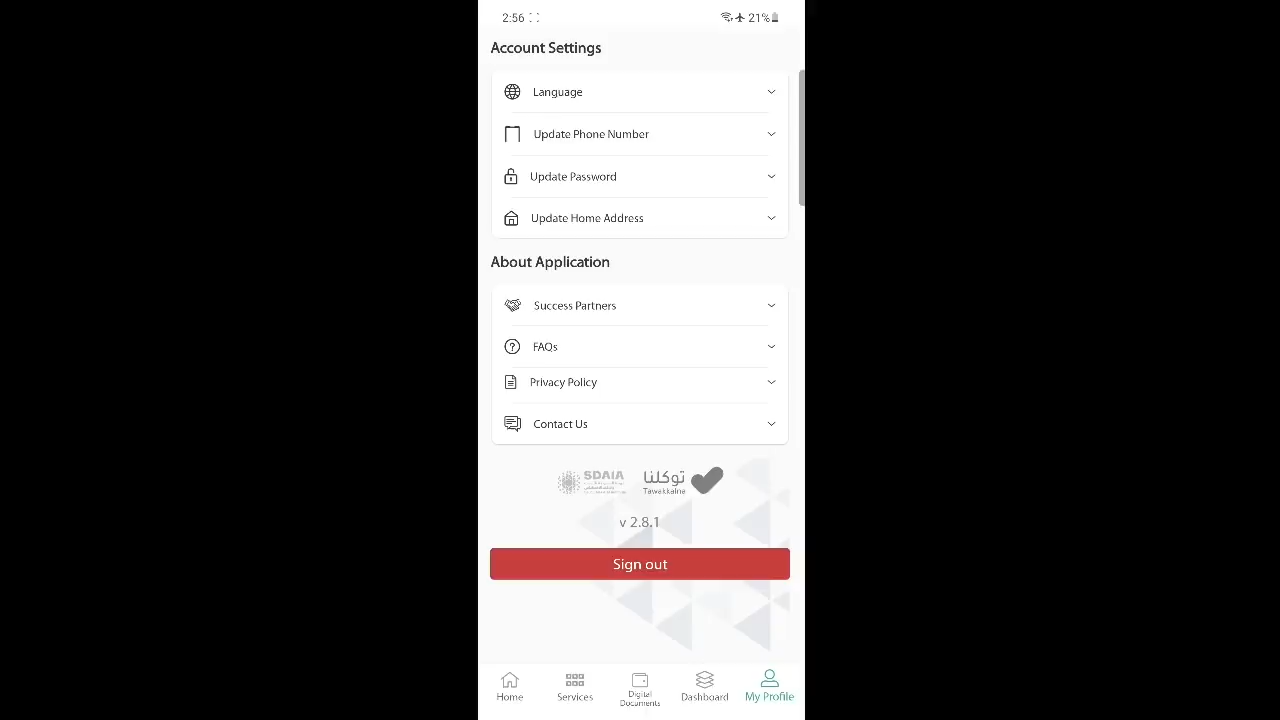 2:56
21%
Account Settings
Language
Update Phone Number
Update Password
Update Home Address
About Application
Success Partners
FAQs
Privacy Policy
Contact Us
SDAIA
توكلنا
Tawakkalna
v 2.8.1
Sign out
Home
Services
Digital
Documents
Dashboard
My Profile